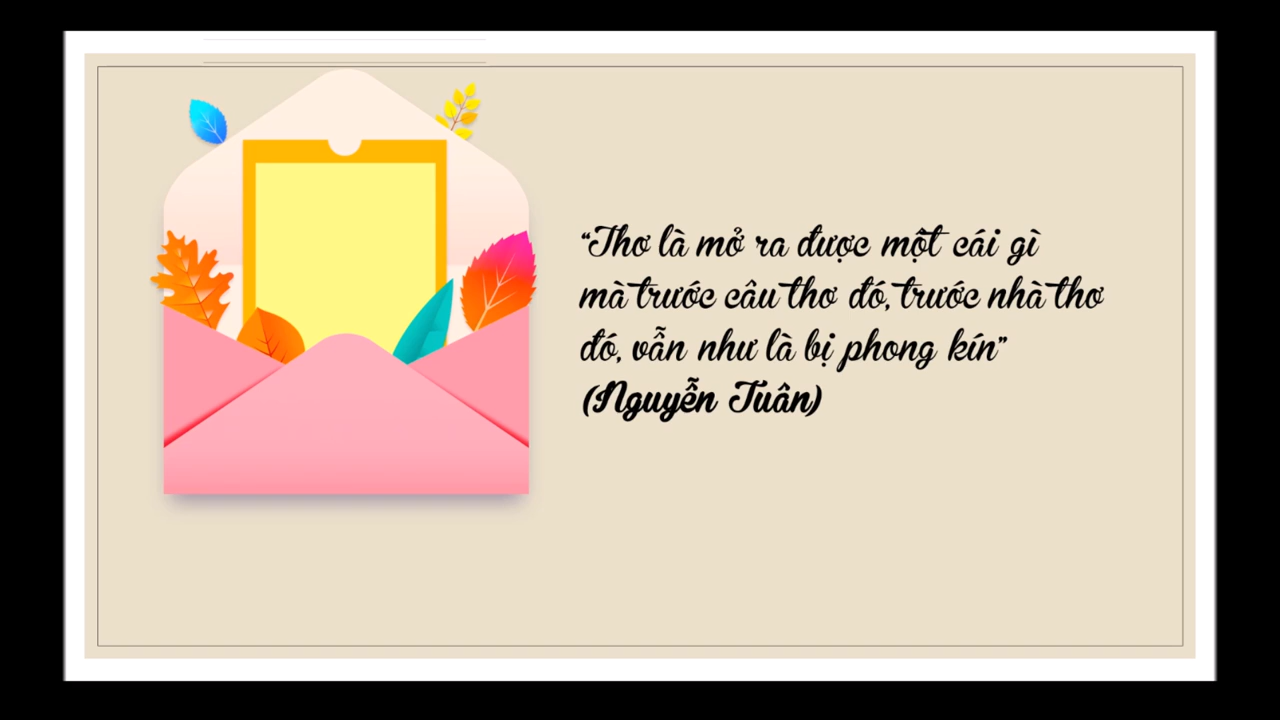 “Thơ là mở ra được một cái gì
mà trước câu thơ đó, trước nhà thơ
đó, vẫn như là bị phong kín”
(Nguyễn Tuân)